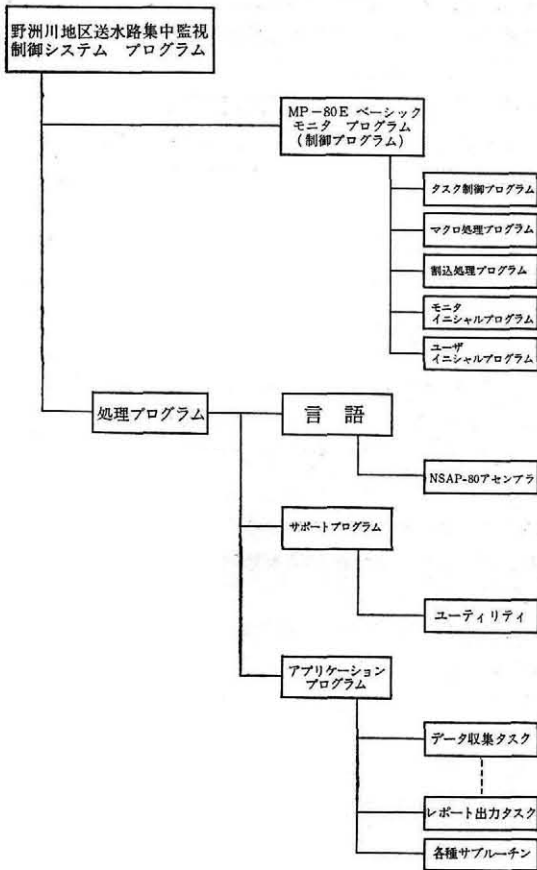 野洲川地区送水路集中監視
制御システム プログラム
MP-80E ベーシック
モニタ プログラム
(制御プログラム)
タスク制御プログラム
マクロ処理プログラム
割込処理プログラム
モニタ
イニシャルプログラム
ユーザ
イニシャルプログラム
処理プログラム
言語
NSAP-80アセンブラ
サポートプログラム
ユーティリティ
アプリケーション
プログラム
データ収集タスク
レポート出力タスク
各種サブルーチン